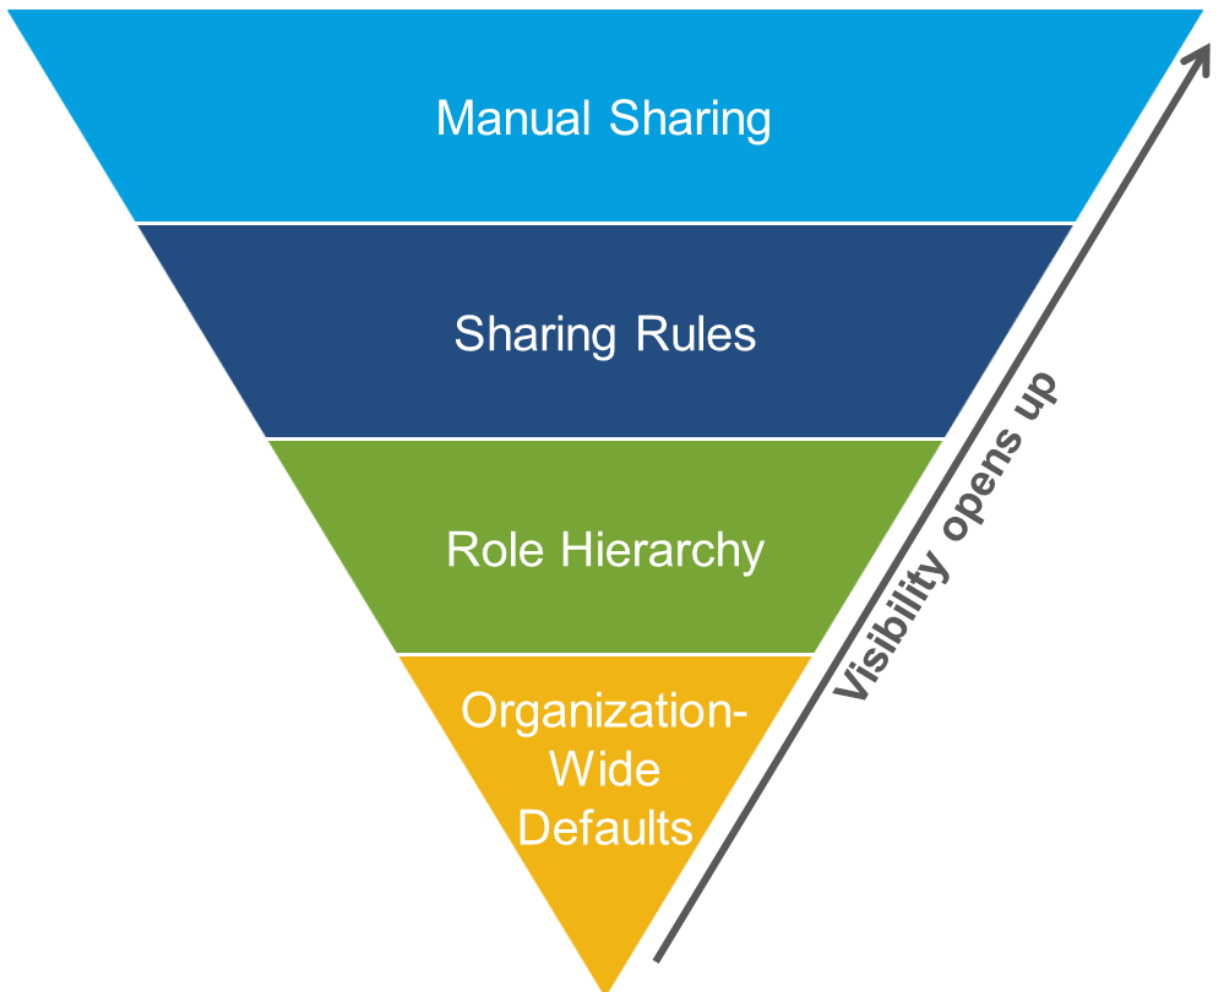 Manual Sharing
Sharing Rules
Role Hierarchy
Organization-
Wide
Defaults
Visibility opens up